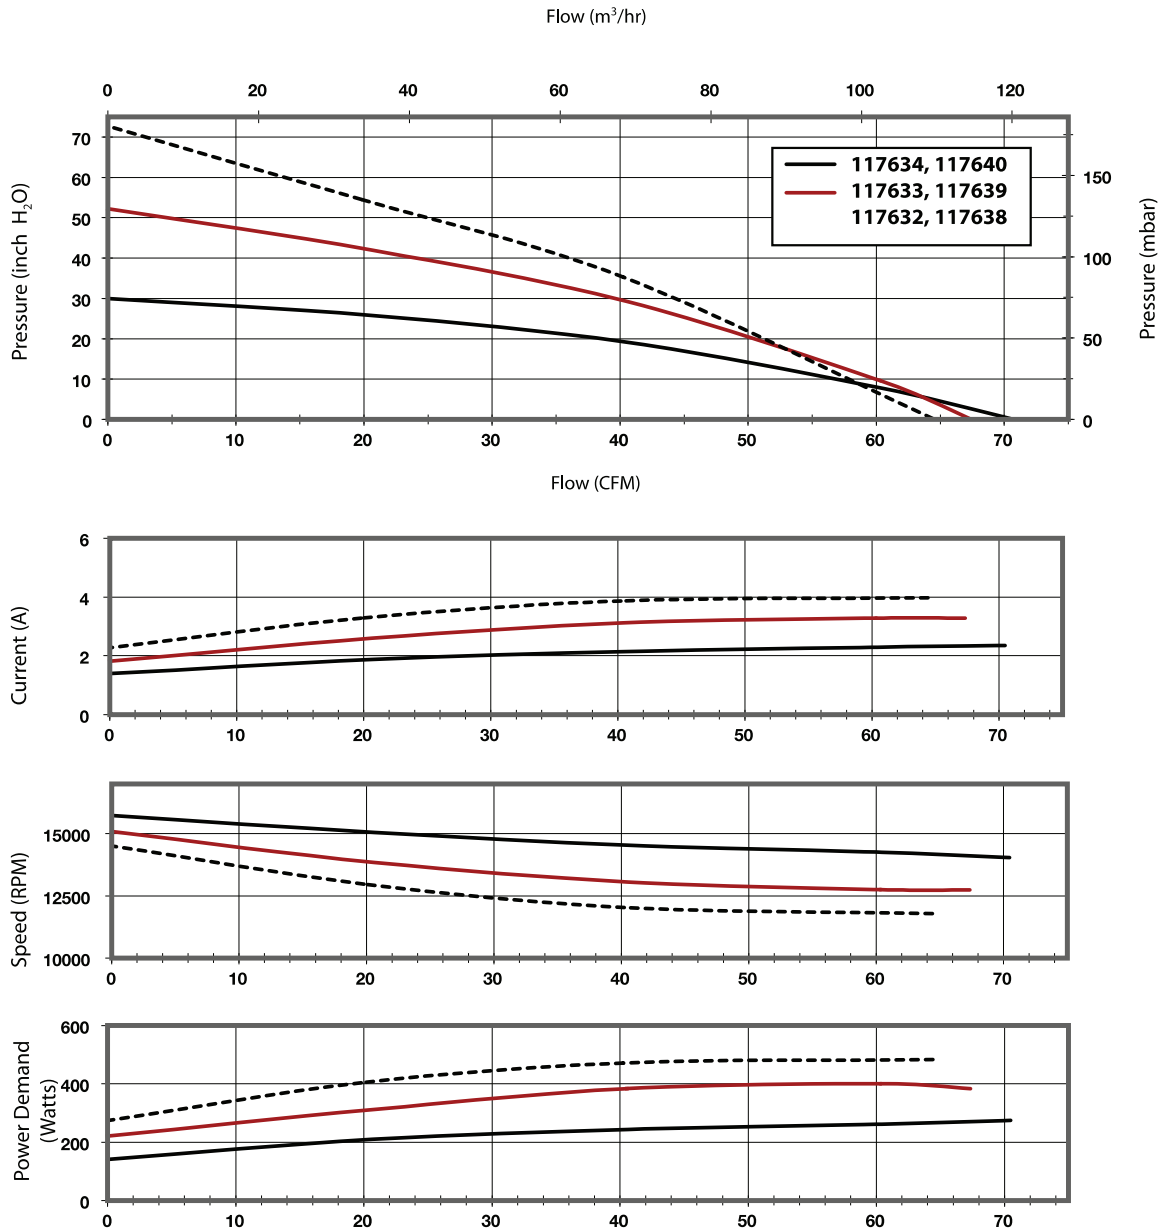 Flow (m³/hr)
0 20 40 60 80 100 120
70
60
50
40
30
20
10
0
Pressure (inch H₂O)
117634, 117640
117633, 117639
117632, 117638
150
100
50
0
Pressure (mbar)
0 10 20 30 40 50 60 70
Flow (CFM)
6
4
2
0
Current (A)
0 10 20 30 40 50 60 70
15000
12500
10000
Speed (RPM)
0 10 20 30 40 50 60 70
600
400
200
0
Power Demand
(Watts)
0 10 20 30 40 50 60 70